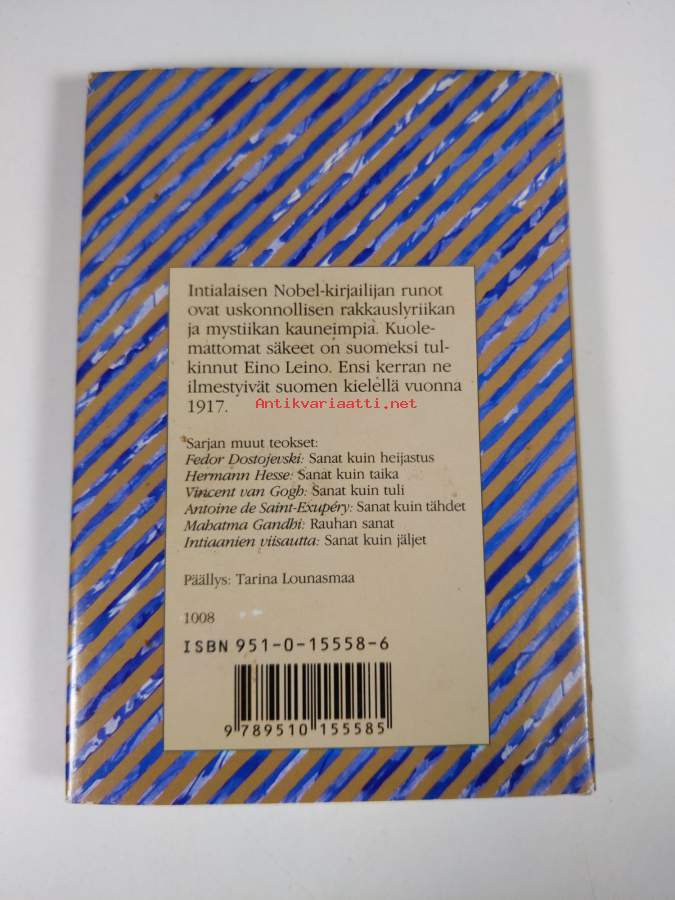 Intialaisen Nobel-kirjailijan runot
ovat uskonnollisen rakkauslyriikan
ja mystiikan kauneimpia. Kuole-
mattomat säkeet on suomeksi tul-
kinnut Eino Leino. Ensi kerran ne
ilmestyivät suomen kielellä vuonna
1917.
Antikvariaatti.net
Sarjan muut teokset:
Fedor Dostojevski: Sanat kuin heijastus
Hermann Hesse: Sanat kuin taika
Vincent van Gogh: Sanat kuin tuli
Antoine de Saint-Exupéry: Sanat kuin tähdet
Mahatma Gandhi: Rauhan sanat
Intiaanien viisautta: Sanat kuin jäljet
Päällys: Tarina Lounasmaa
1008
ISBN 951-0-15558-6
9 789510 155585